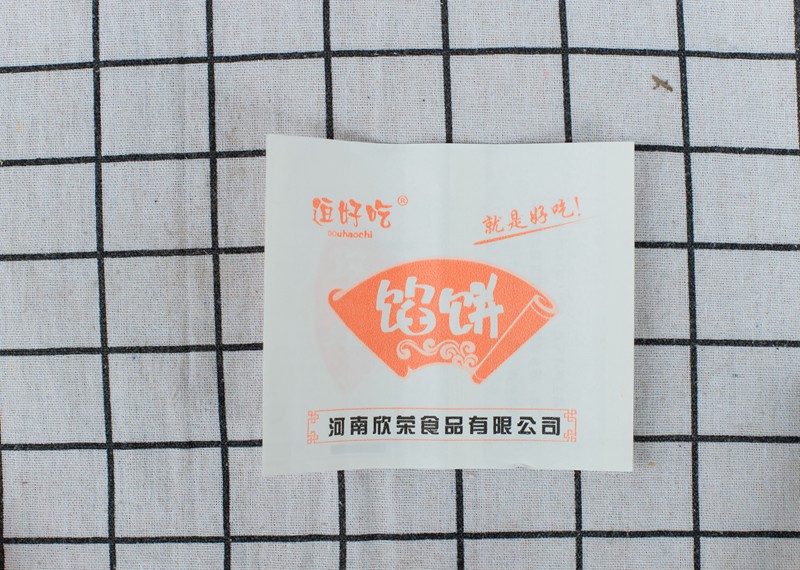 逗好吃®
DOUhaochi
就是好吃!
馅饼
河南欣荣食品有限公司